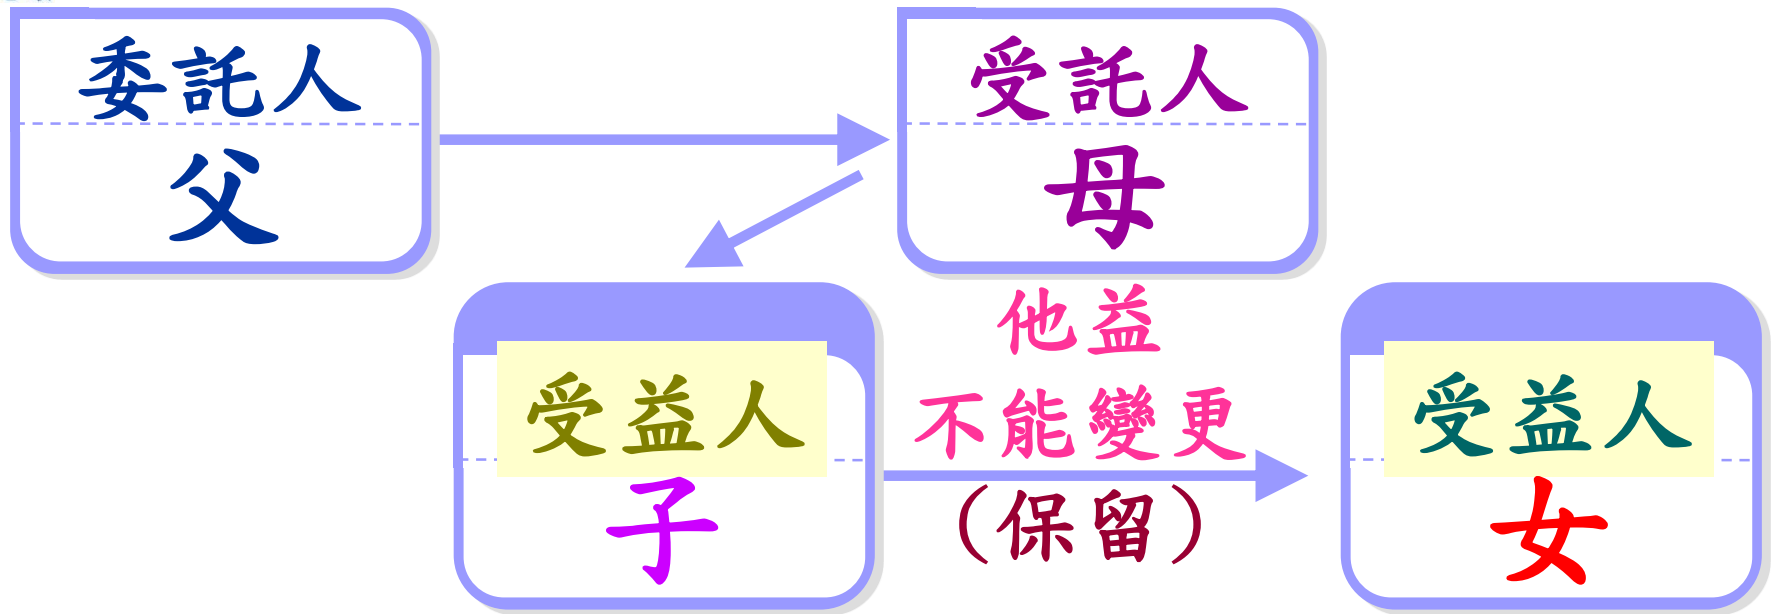 委託人
父
受託人
母
受益人
子
他益
不能變更
(保留)
受益人
女